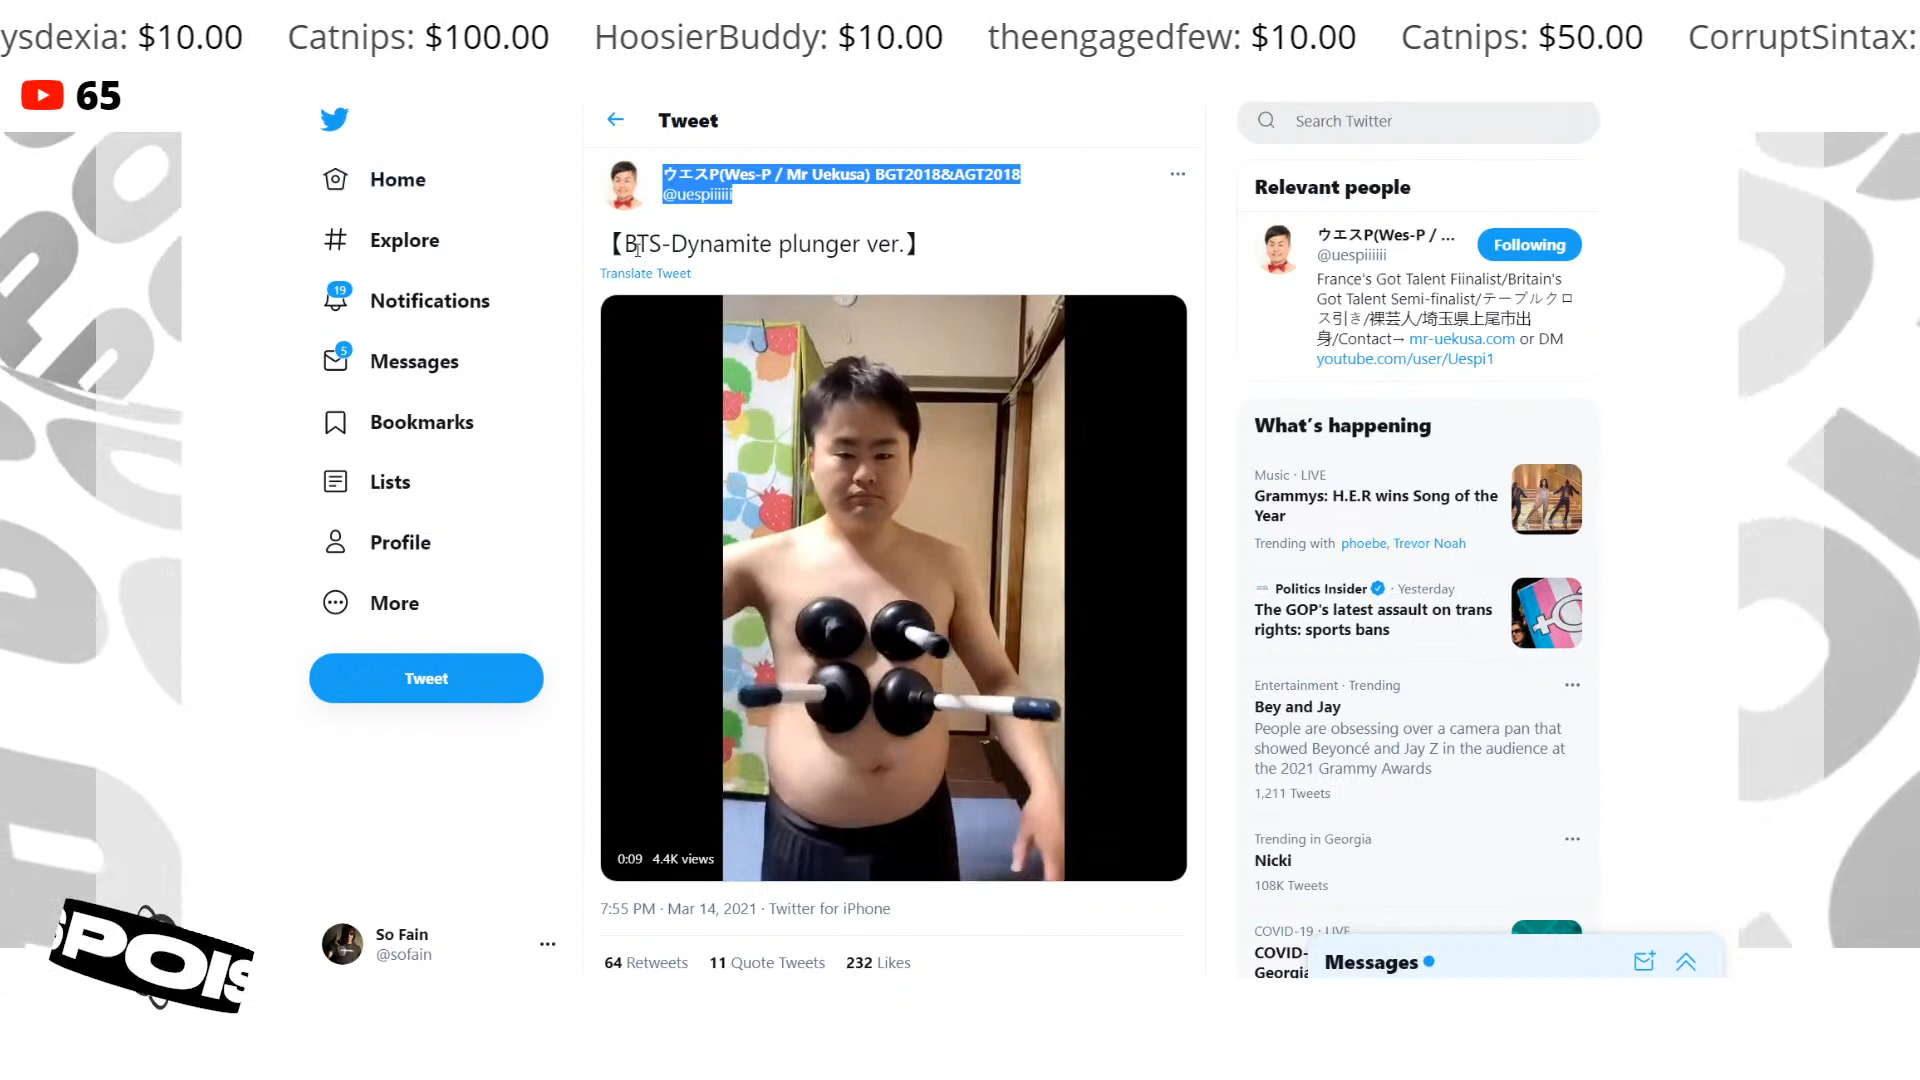 ysdexia: $10.00 Catnips: $100.00 HoosierBuddy: $10.00 theengagedfew: $10.00 Catnips: $50.00 CorruptSintax:
65
Home
Explore
19
Notifications
5
Messages
Bookmarks
Lists
Profile
More
Tweet
So Fain
@sofain
Tweet
ウエスP(Wes-P / Mr Uekusa) BGT2018&AGT2018
@uespiiiiii
【BTS-Dynamite plunger ver.】
Translate Tweet
0:09 4.4K views
7:55 PM · Mar 14, 2021 · Twitter for iPhone
64 Retweets 11 Quote Tweets 232 Likes
Search Twitter
Relevant people
ウエスP(Wes-P / ...
@uespiiiiii
Following
France's Got Talent Fiinalist/Britain's
Got Talent Semi-finalist/テーブルクロ
ス引き/裸芸人/埼玉県上尾市出
身/Contact→ mr-uekusa.com or DM
youtube.com/user/Uespi1
What's happening
Music · LIVE
Grammys: H.E.R wins Song of the
Year
Trending with phoebe, Trevor Noah
Politics Insider · Yesterday
The GOP's latest assault on trans
rights: sports bans
Entertainment · Trending
Bey and Jay
People are obsessing over a camera pan that
showed Beyoncé and Jay Z in the audience at
the 2021 Grammy Awards
1,211 Tweets
Trending in Georgia
Nicki
108K Tweets
COVID-19 · LIVE
COVID-
Georgia
Messages
SPOIS